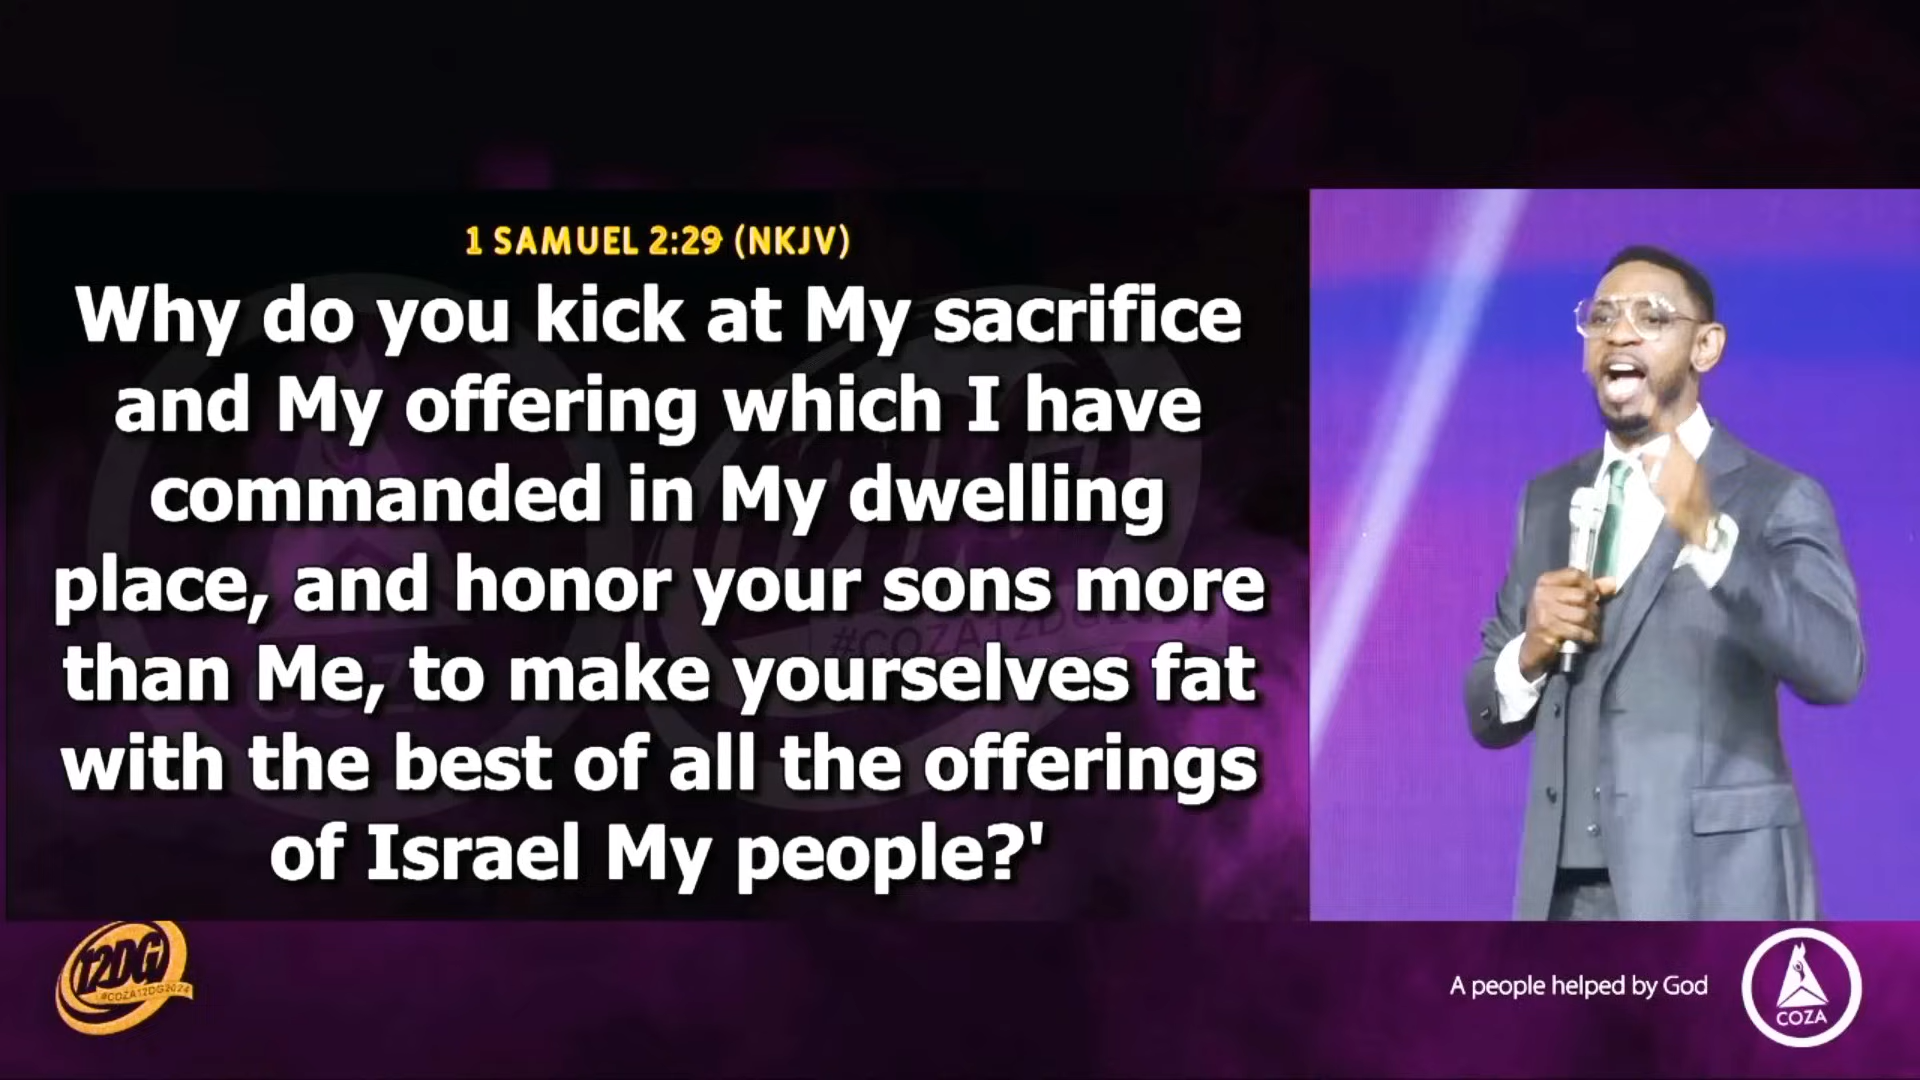 1 SAMUEL 2:29 (NKJV)
Why do you kick at My sacrifice
and My offering which I have
commanded in My dwelling
place, and honor your sons more
than Me, to make yourselves fat
with the best of all the offerings
of Israel My people?'
#COZA12DG2024
COZA
12DG
#COZA12DG2024
A people helped by God
COZA